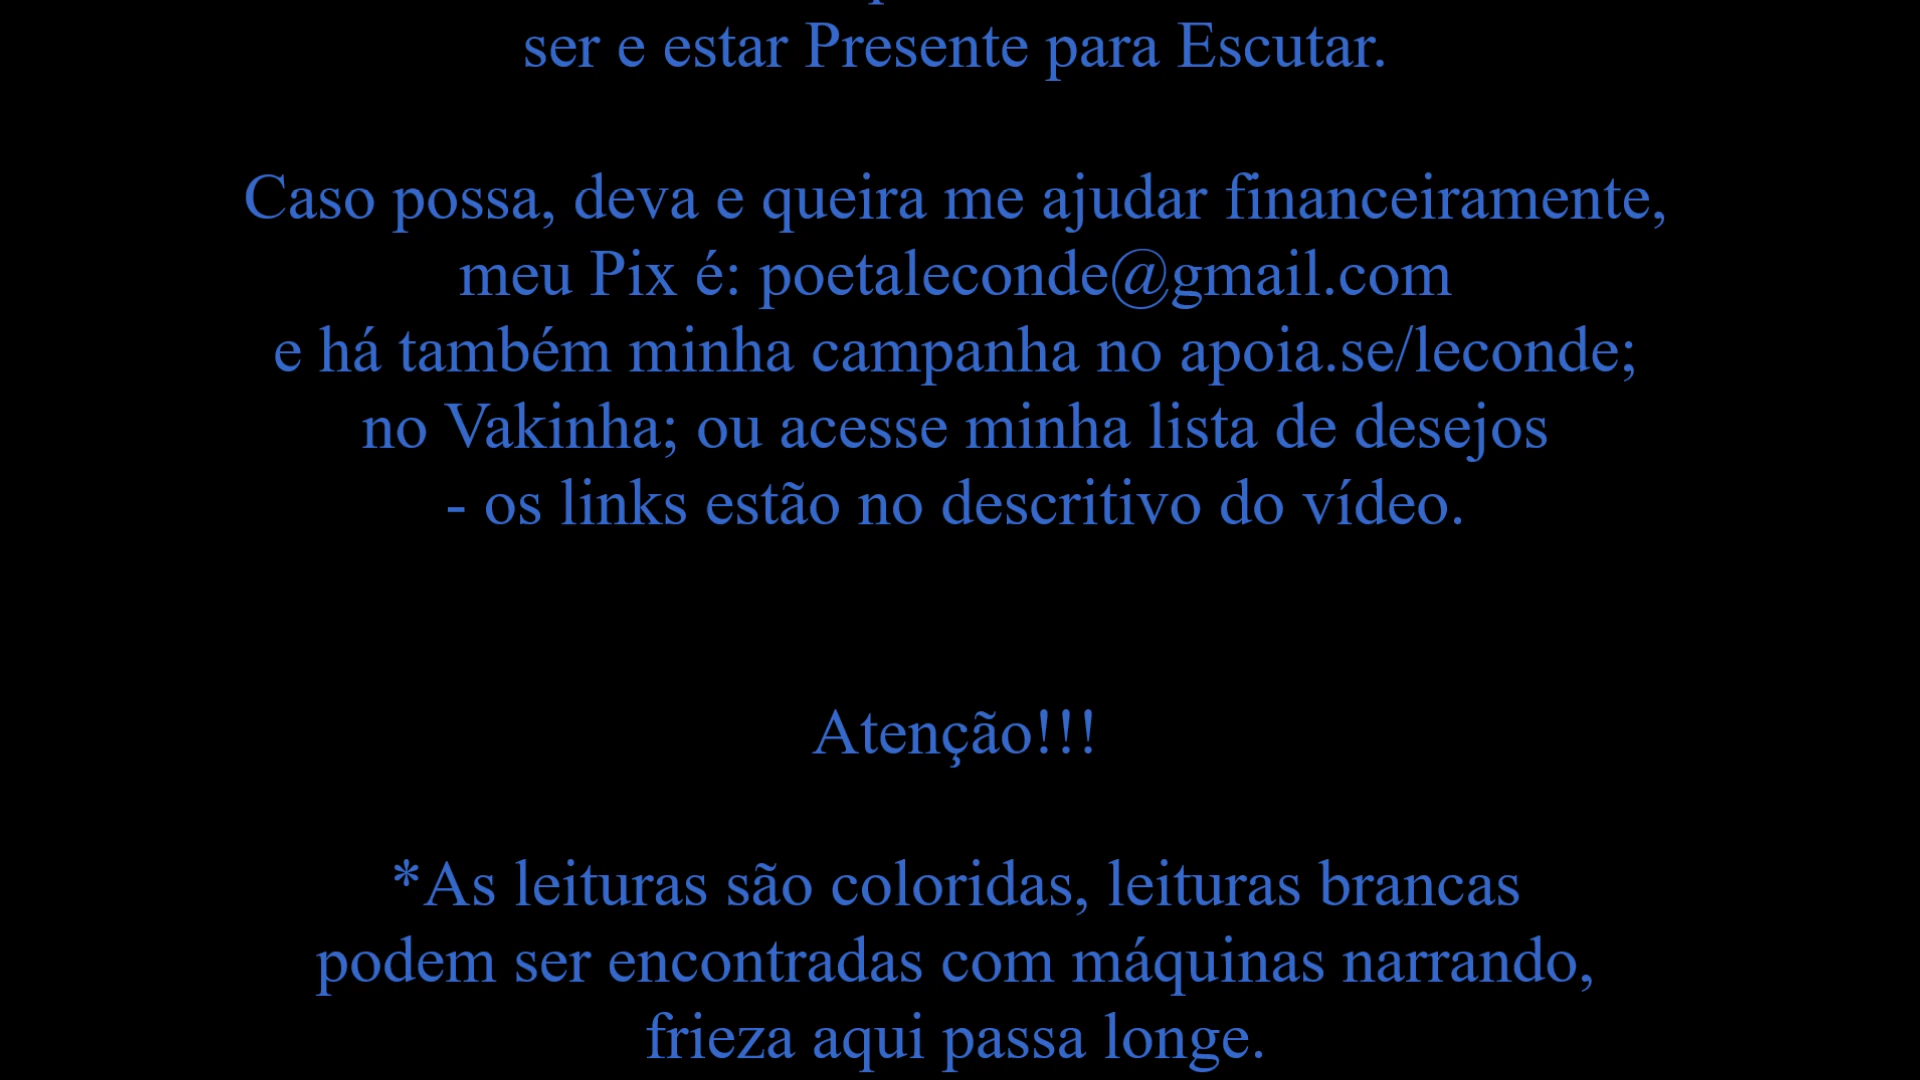 ser e estar Presente para Escutar.
Caso possa, deva e queira me ajudar financeiramente,
meu Pix é: poetaleconde@gmail.com
e há também minha campanha no apoia.se/leconde;
no Vakinha; ou acesse minha lista de desejos
- os links estão no descritivo do vídeo.
Atenção!!!
*As leituras são coloridas, leituras brancas
podem ser encontradas com máquinas narrando,
frieza aqui passa longe.